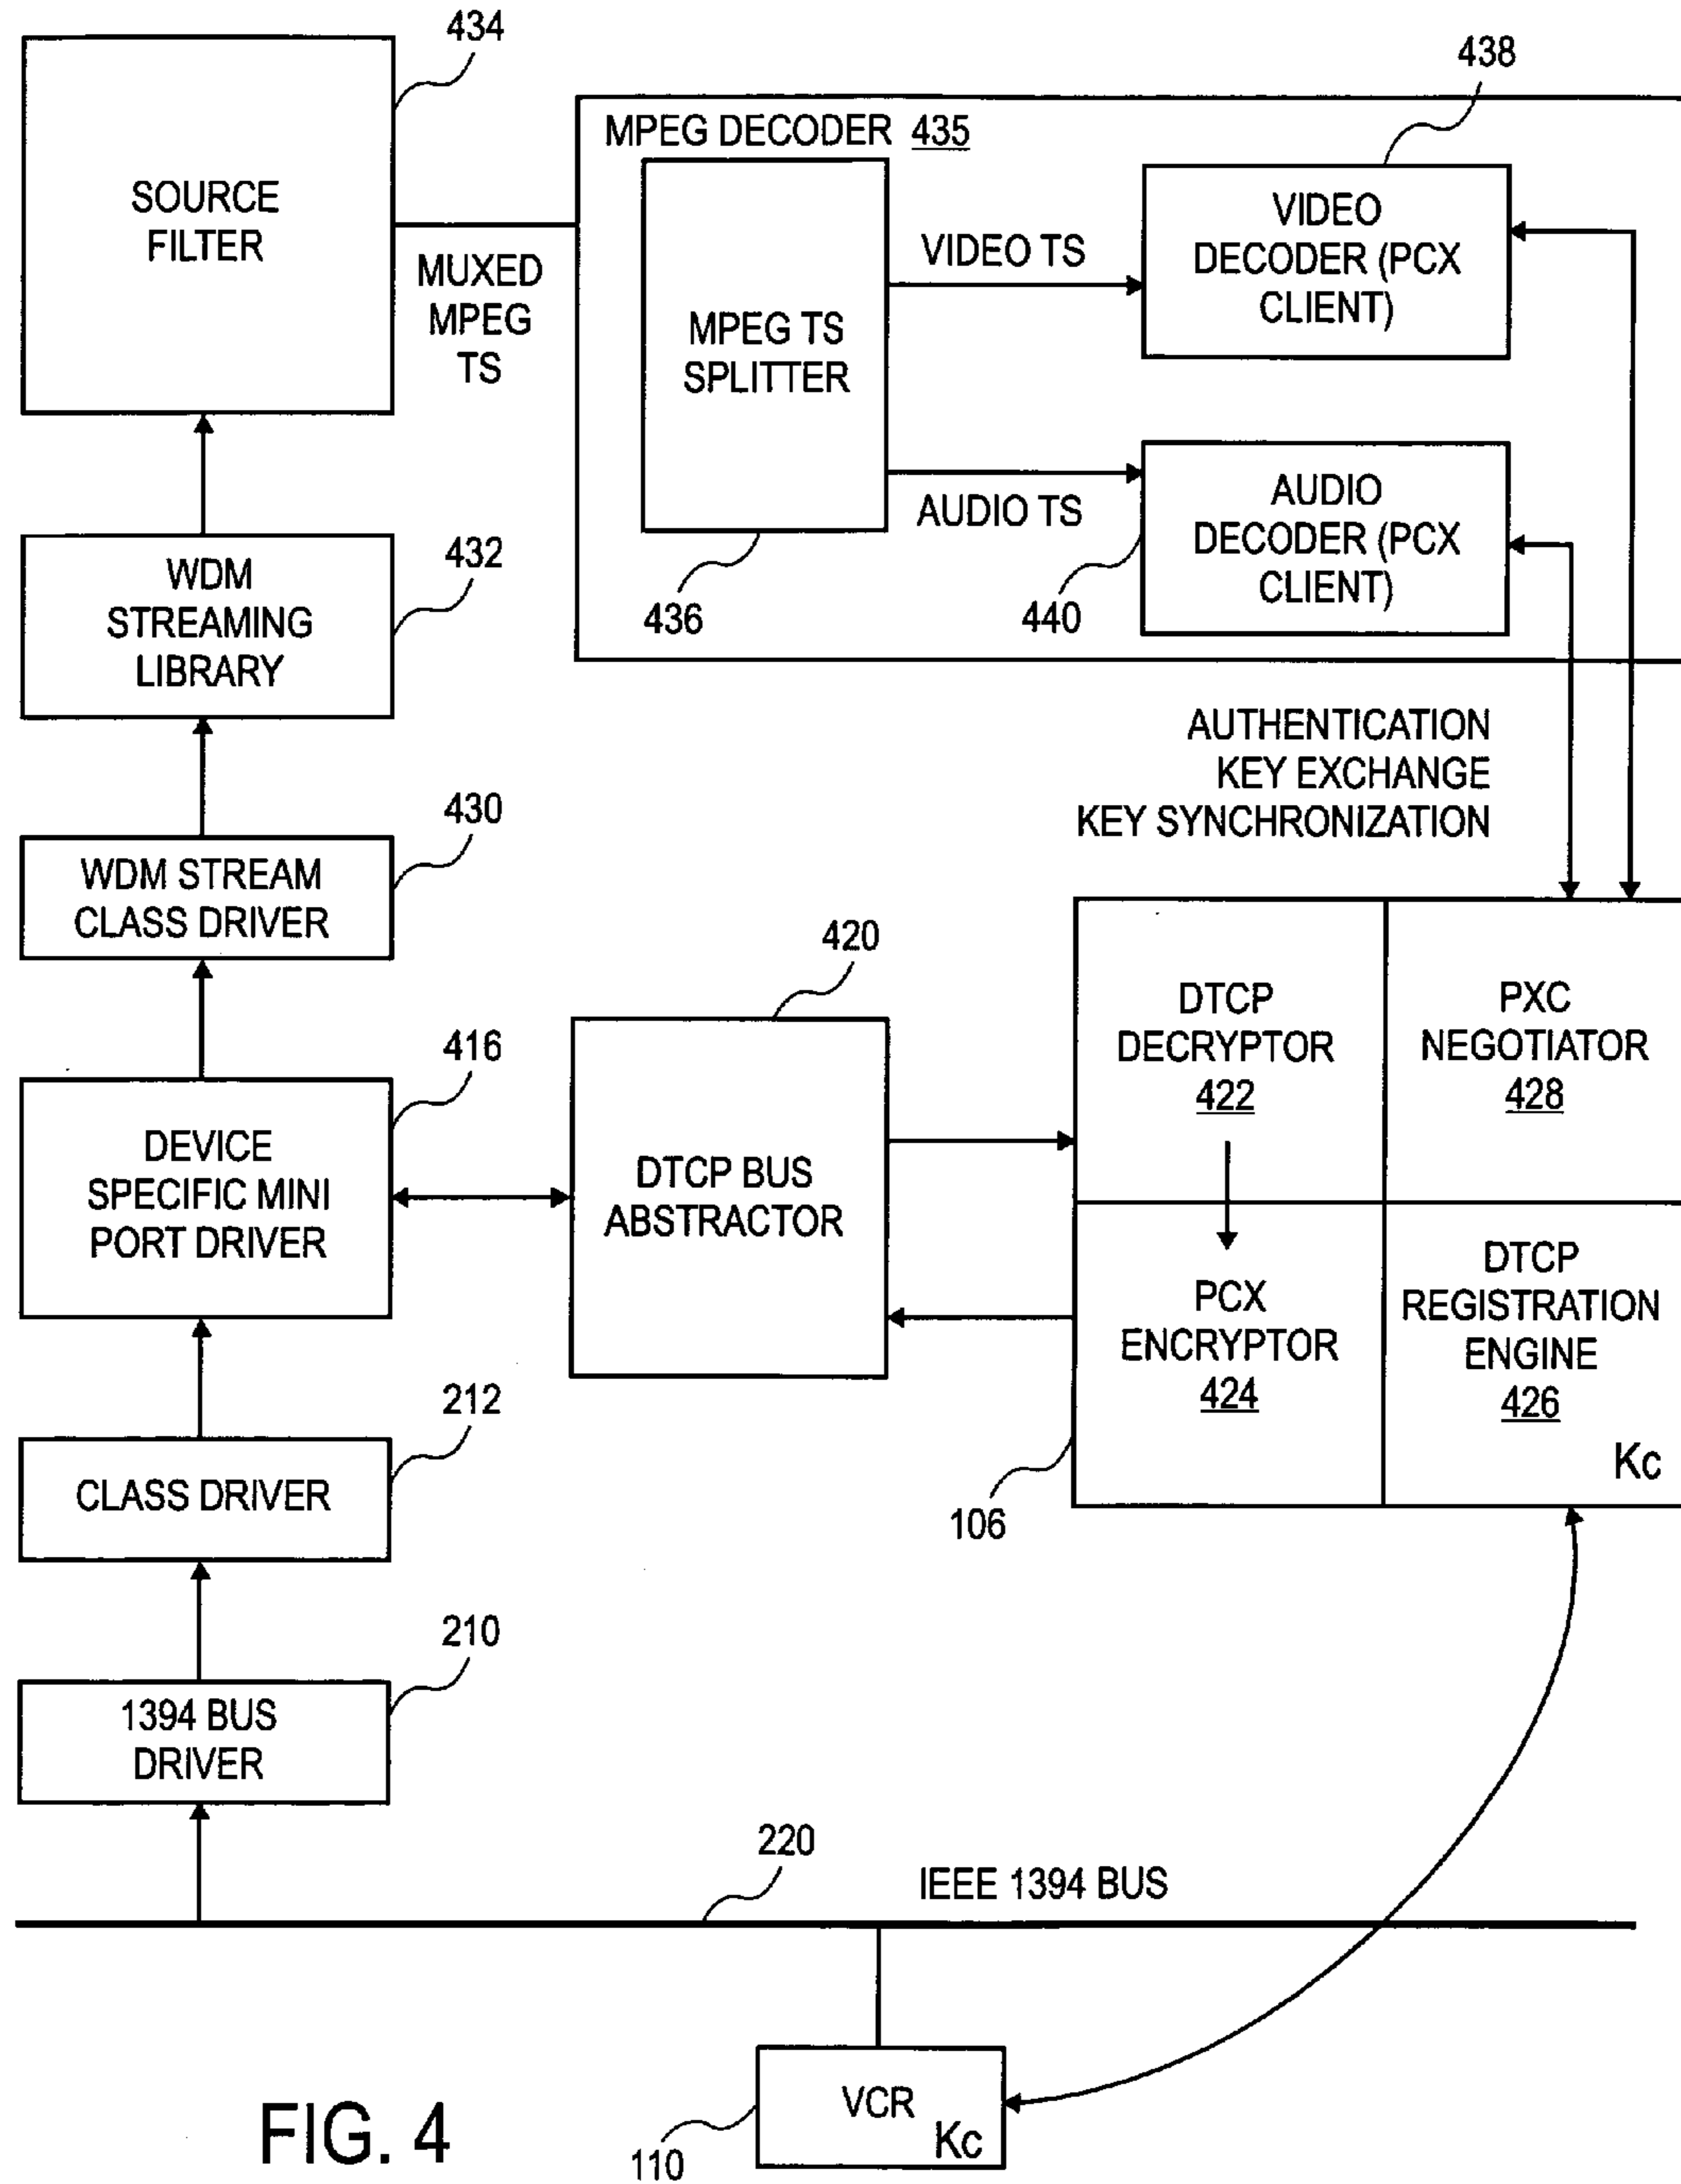 434
438
SOURCE
FILTER
MUXED
MPEG
TS
MPEG DECODER 435
MPEG TS
SPLITTER
436
VIDEO TS
AUDIO TS
VIDEO
DECODER (PCX
CLIENT)
AUDIO
DECODER (PCX
CLIENT)
440
WDM
STREAMING
LIBRARY
432
AUTHENTICATION
KEY EXCHANGE
KEY SYNCHRONIZATION
WDM STREAM
CLASS DRIVER
430
DEVICE
SPECIFIC MINI
PORT DRIVER
416
DTCP BUS
ABSTRACTOR
420
DTCP
DECRYPTOR
422
PXC
NEGOTIATOR
428
PCX
ENCRYPTOR
424
DTCP
REGISTRATION
ENGINE
426
Kc
106
CLASS DRIVER
212
1394 BUS
DRIVER
210
220
IEEE 1394 BUS
VCR
Kc
110
FIG. 4